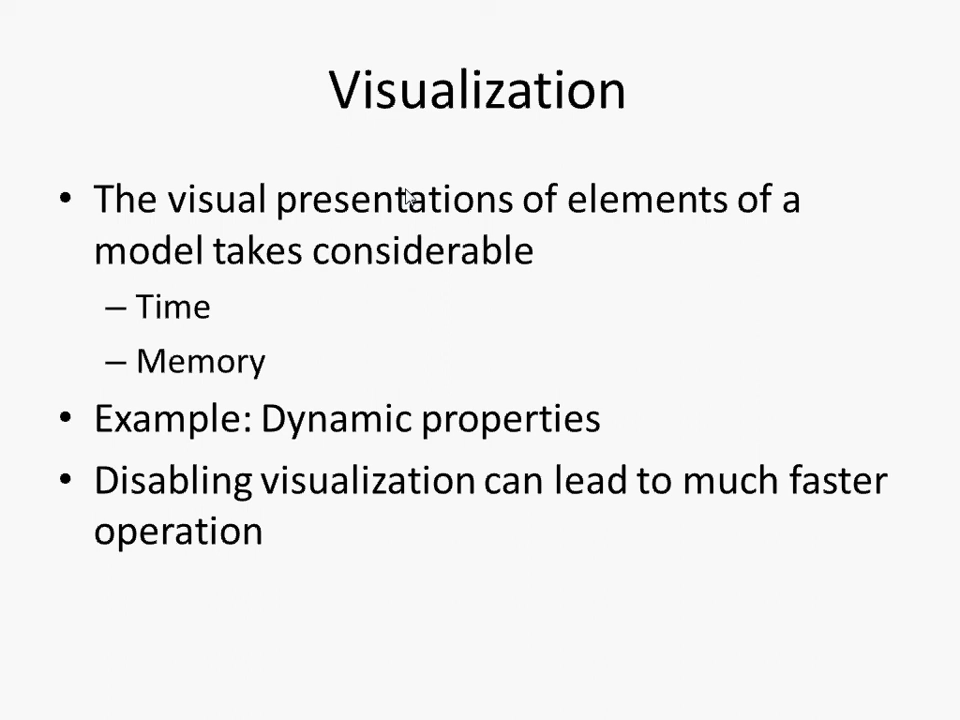 Visualization
• The visual presentations of elements of a
model takes considerable
– Time
– Memory
• Example: Dynamic properties
• Disabling visualization can lead to much faster
operation